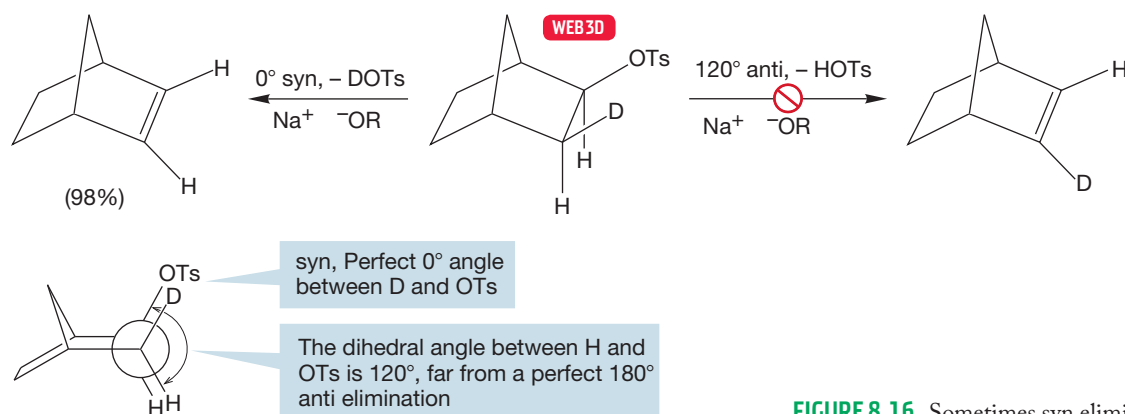 WEB3D
H
0° syn, – DOTs
Na⁺ ⁻OR
H
(98%)
OTs
D
H
H
120° anti, – HOTs
Na⁺ ⁻OR
H
D
OTs
D
HH
syn, Perfect 0° angle
between D and OTs
The dihedral angle between H and
OTs is 120°, far from a perfect 180°
anti elimination
FIGURE 8.16 Sometimes syn elimi